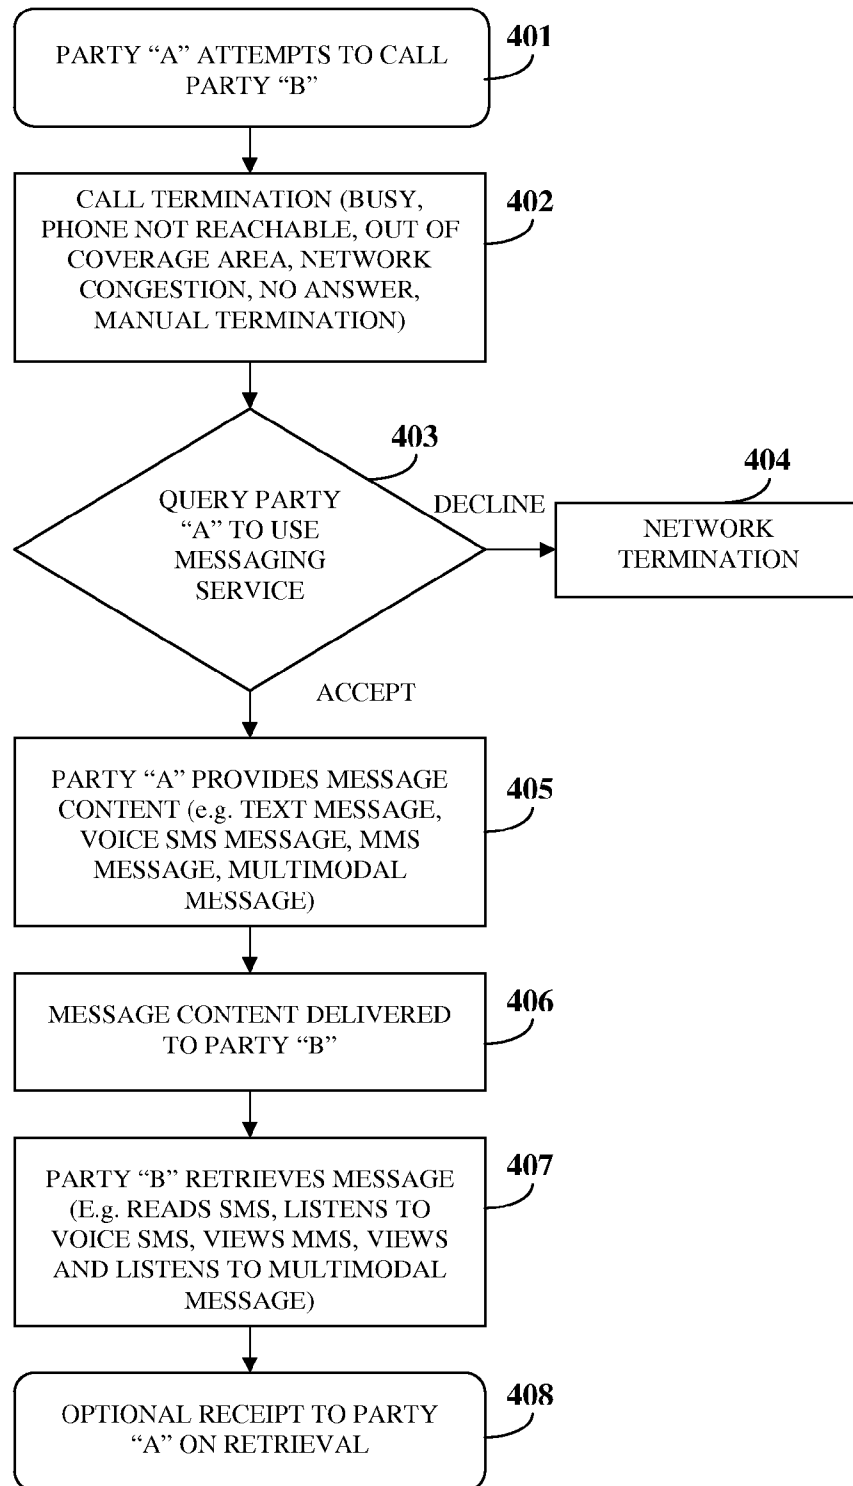 401
PARTY “A” ATTEMPTS TO CALL
PARTY “B”
402
CALL TERMINATION (BUSY,
PHONE NOT REACHABLE, OUT OF
COVERAGE AREA, NETWORK
CONGESTION, NO ANSWER,
MANUAL TERMINATION)
403
QUERY PARTY
“A” TO USE
MESSAGING
SERVICE
DECLINE
404
NETWORK
TERMINATION
ACCEPT
405
PARTY “A” PROVIDES MESSAGE
CONTENT (e.g. TEXT MESSAGE,
VOICE SMS MESSAGE, MMS
MESSAGE, MULTIMODAL
MESSAGE)
406
MESSAGE CONTENT DELIVERED
TO PARTY “B”
407
PARTY “B” RETRIEVES MESSAGE
(E.g. READS SMS, LISTENS TO
VOICE SMS, VIEWS MMS, VIEWS
AND LISTENS TO MULTIMODAL
MESSAGE)
408
OPTIONAL RECEIPT TO PARTY
“A” ON RETRIEVAL